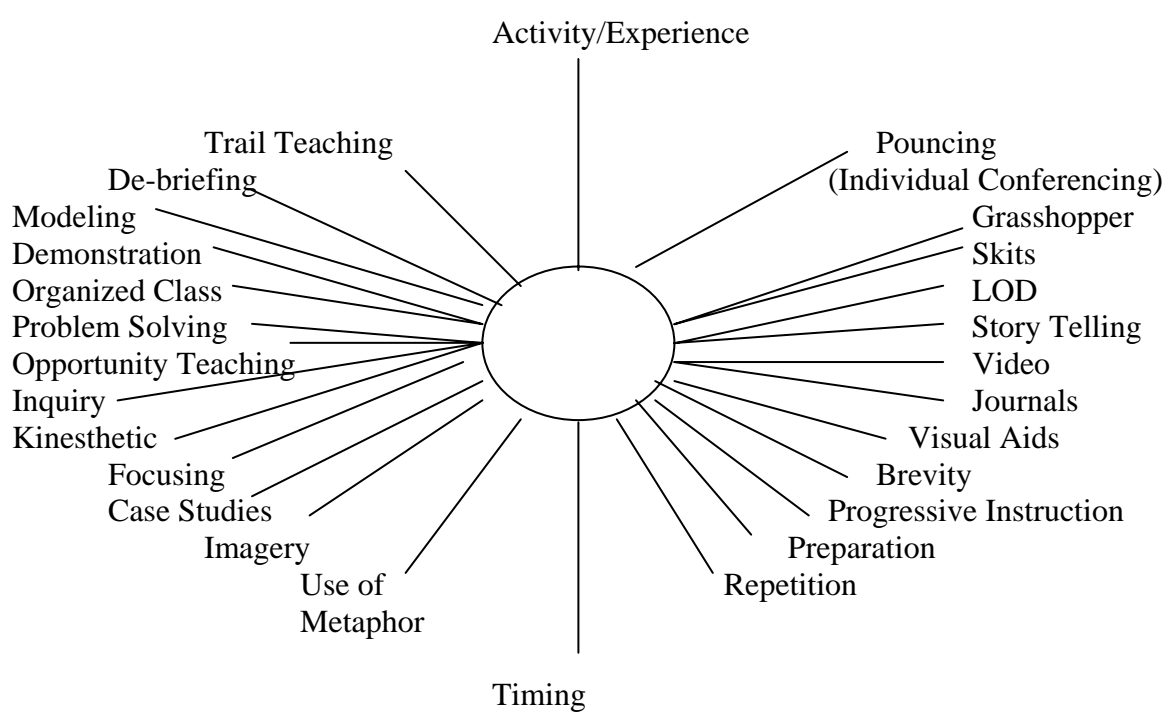 Activity/Experience
Trail Teaching
Pouncing
De-briefing
(Individual Conferencing)
Modeling
Grasshopper
Demonstration
Skits
Organized Class
LOD
Problem Solving
Story Telling
Opportunity Teaching
Video
Inquiry
Journals
Kinesthetic
Visual Aids
Focusing
Brevity
Case Studies
Progressive Instruction
Imagery
Preparation
Use of
Repetition
Metaphor
Timing